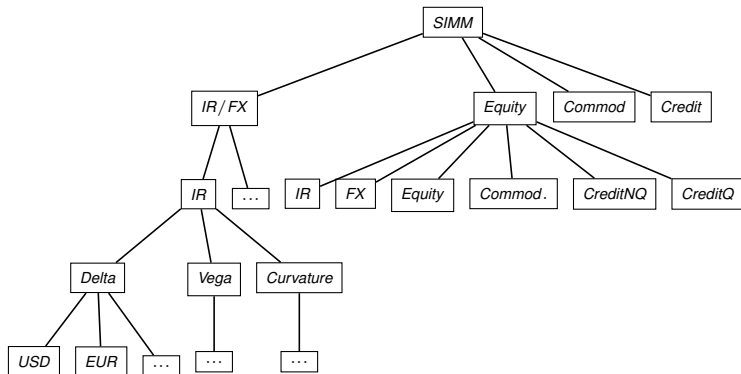 SIMM
IR/FX
Equity
Commod
Credit
IR
...
IR
FX
Equity
Commod.
CreditNQ
CreditQ
Delta
Vega
Curvature
USD
EUR
...
...
...